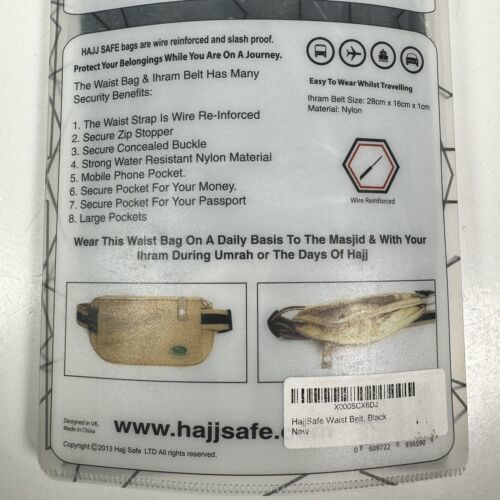 HAJJ SAFE bags are wire reinforced and slash proof.
Protect Your Belongings While You Are On A Journey.
The Waist Bag & Ihram Belt Has Many
Security Benefits:
1. The Waist Strap Is Wire Re-Inforced
2. Secure Zip Stopper
3. Secure Concealed Buckle
4. Strong Water Resistant Nylon Material
5. Mobile Phone Pocket.
6. Secure Pocket For Your Money.
7. Secure Pocket For Your Passport
8. Large Pockets
Easy To Wear Whilst Travelling
Ihram Belt Size: 28cm x 16cm x 1cm
Material: Nylon
Wire Reinforced
Wear This Waist Bag On A Daily Basis To The Masjid & With Your
Ihram During Umrah or The Days Of Hajj
Designed in UK,
Made in China
www.hajjsafe.
Copyright ©2013 Hajj Safe LTD All rights reserved
X000SCX6DJ
HajjSafe Waist Belt, Black
New
0 609722 936590